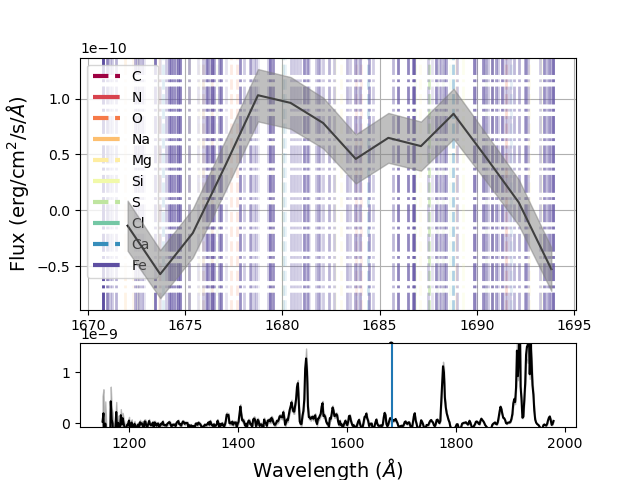 1e−10
Flux (erg/cm²/s/Å)
1.0
0.5
0.0
−0.5
C
N
O
Na
Mg
Si
S
Cl
Ca
Fe
1670 1675 1680 1685 1690 1695
1e−9
1
0
1200 1400 1600 1800 2000
Wavelength (Å)